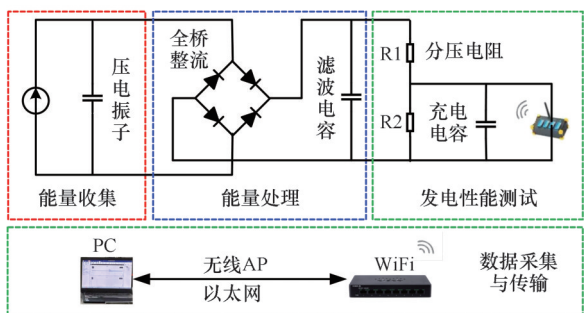 全桥
整流
压电振子
滤波电容
R1
分压电阻
R2
充电
电容
能量收集
能量处理
发电性能测试
PC
无线AP
以太网
WiFi
数据采集
与传输